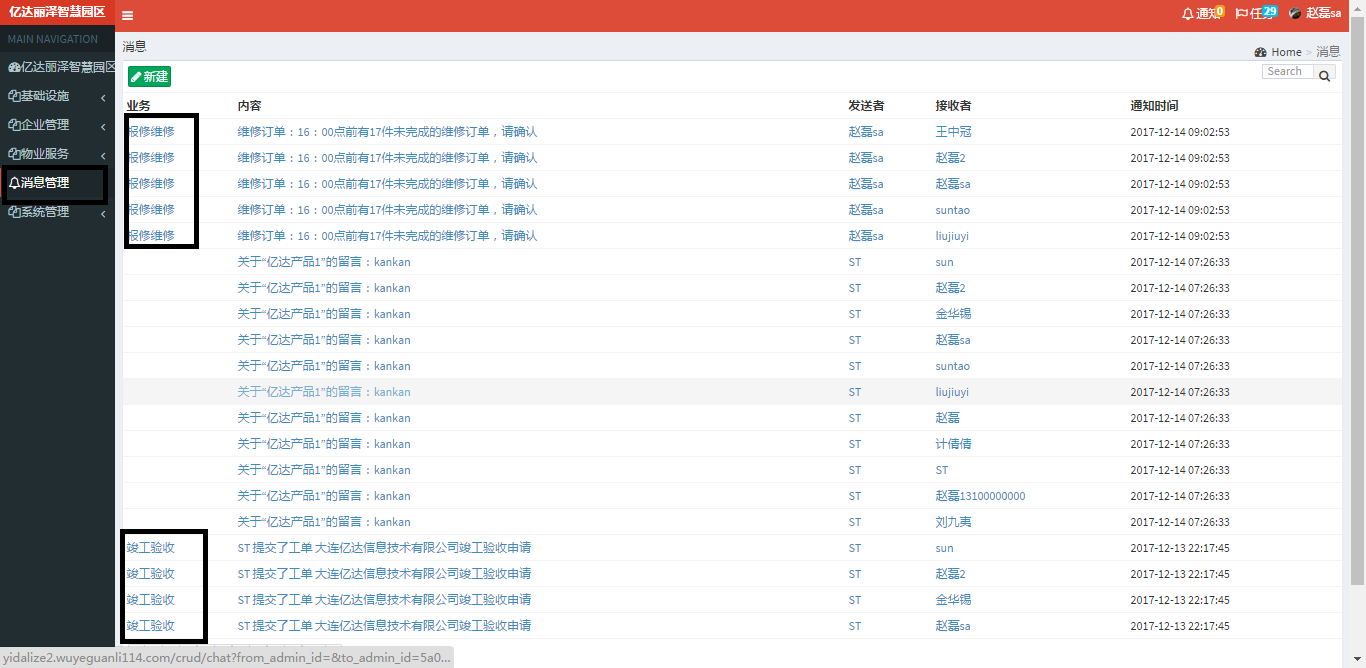 亿达丽泽智慧园区
通知 0 任务 29 赵磊sa
MAIN NAVIGATION
亿达丽泽智慧园区
基础设施
企业管理
物业服务
消息管理
系统管理
消息
Home > 消息
新建
Search
业务 内容 发送者 接收者 通知时间
报修维修 维修订单：16：00点前有17件未完成的维修订单，请确认 赵磊sa 王中冠 2017-12-14 09:02:53
报修维修 维修订单：16：00点前有17件未完成的维修订单，请确认 赵磊sa 赵磊2 2017-12-14 09:02:53
报修维修 维修订单：16：00点前有17件未完成的维修订单，请确认 赵磊sa 赵磊sa 2017-12-14 09:02:53
报修维修 维修订单：16：00点前有17件未完成的维修订单，请确认 赵磊sa suntao 2017-12-14 09:02:53
报修维修 维修订单：16：00点前有17件未完成的维修订单，请确认 赵磊sa liujiuyi 2017-12-14 09:02:53
关于“亿达产品1”的留言：kankan ST sun 2017-12-14 07:26:33
关于“亿达产品1”的留言：kankan ST 赵磊2 2017-12-14 07:26:33
关于“亿达产品1”的留言：kankan ST 金华锡 2017-12-14 07:26:33
关于“亿达产品1”的留言：kankan ST 赵磊sa 2017-12-14 07:26:33
关于“亿达产品1”的留言：kankan ST suntao 2017-12-14 07:26:33
关于“亿达产品1”的留言：kankan ST liujiuyi 2017-12-14 07:26:33
关于“亿达产品1”的留言：kankan ST 赵磊 2017-12-14 07:26:33
关于“亿达产品1”的留言：kankan ST 计倩倩 2017-12-14 07:26:33
关于“亿达产品1”的留言：kankan ST ST 2017-12-14 07:26:33
关于“亿达产品1”的留言：kankan ST 赵磊13100000000 2017-12-14 07:26:33
关于“亿达产品1”的留言：kankan ST 刘九夷 2017-12-14 07:26:33
竣工验收 ST 提交了工单 大连亿达信息技术有限公司竣工验收申请 ST sun 2017-12-13 22:17:45
竣工验收 ST 提交了工单 大连亿达信息技术有限公司竣工验收申请 ST 赵磊2 2017-12-13 22:17:45
竣工验收 ST 提交了工单 大连亿达信息技术有限公司竣工验收申请 ST 金华锡 2017-12-13 22:17:45
竣工验收 ST 提交了工单 大连亿达信息技术有限公司竣工验收申请 ST 赵磊sa 2017-12-13 22:17:45
yidalize2.wuyeguanli114.com/crud/chat?from_admin_id=&to_admin_id=5a0...